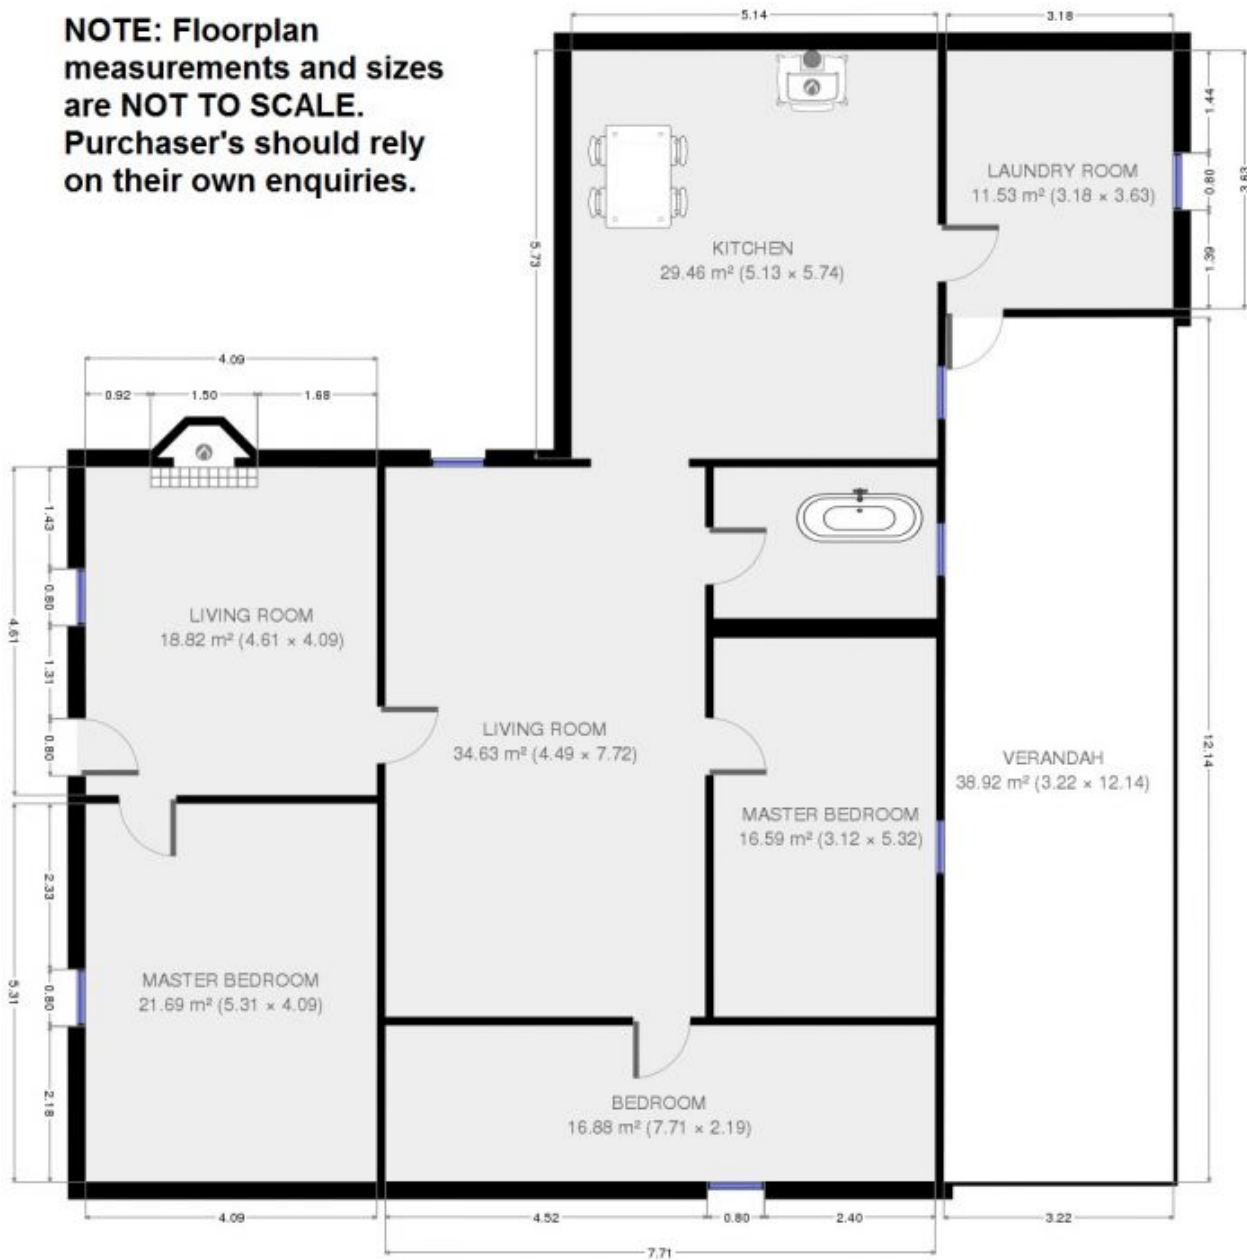 NOTE: Floorplan
measurements and sizes
are NOT TO SCALE.
Purchaser's should rely
on their own enquiries.
5.14
3.18
1.44
0.80
3.63
1.39
5.73
LAUNDRY ROOM
11.53 m² (3.18 × 3.63)
KITCHEN
29.46 m² (5.13 × 5.74)
4.09
0.92
1.50
1.68
1.43
0.80
4.61
1.31
0.80
LIVING ROOM
18.82 m² (4.61 × 4.09)
LIVING ROOM
34.63 m² (4.49 × 7.72)
VERANDAH
38.92 m² (3.22 × 12.14)
12.14
MASTER BEDROOM
16.59 m² (3.12 × 5.32)
2.33
5.31
0.80
2.18
MASTER BEDROOM
21.69 m² (5.31 × 4.09)
BEDROOM
16.88 m² (7.71 × 2.19)
4.09
4.52
0.80
2.40
3.22
7.71